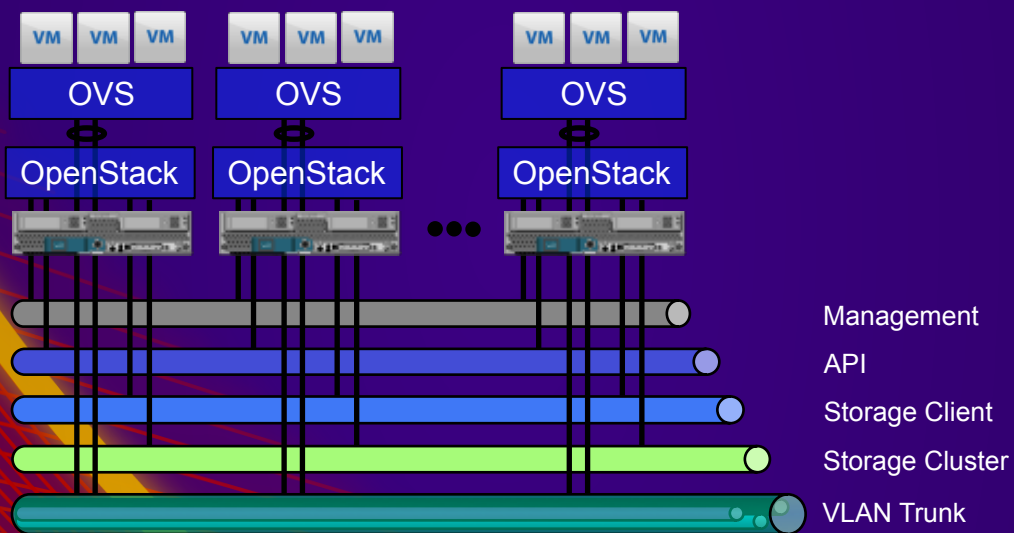 VM VM VM VM VM VM VM VM VM
OVS OVS OVS
OpenStack OpenStack OpenStack
Management
API
Storage Client
Storage Cluster
VLAN Trunk